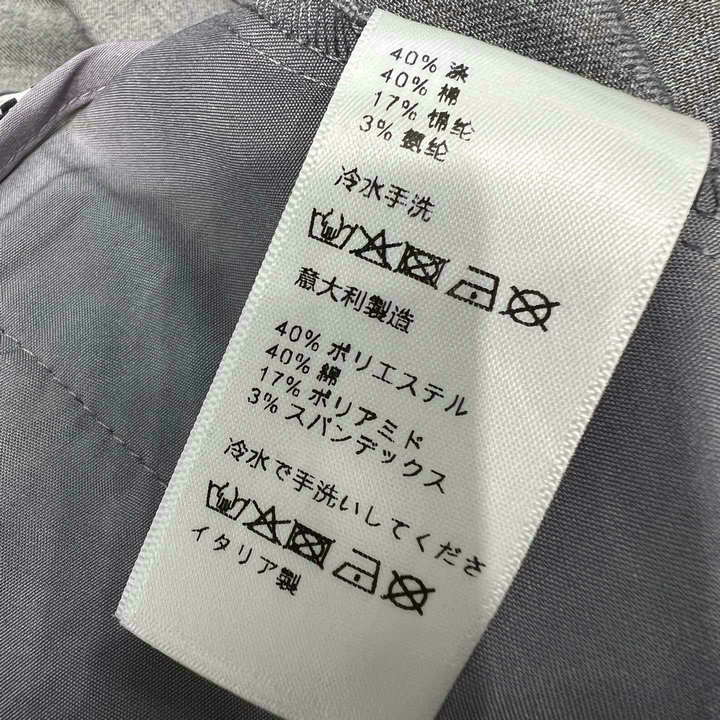 40% 涤
40% 棉
17% 锦纶
3% 氨纶
冷水手洗
意大利製造
40% ポリエステル
40% 綿
17% ポリアミド
3% スパンデックス
冷水で手洗いしてくださ
イタリア製